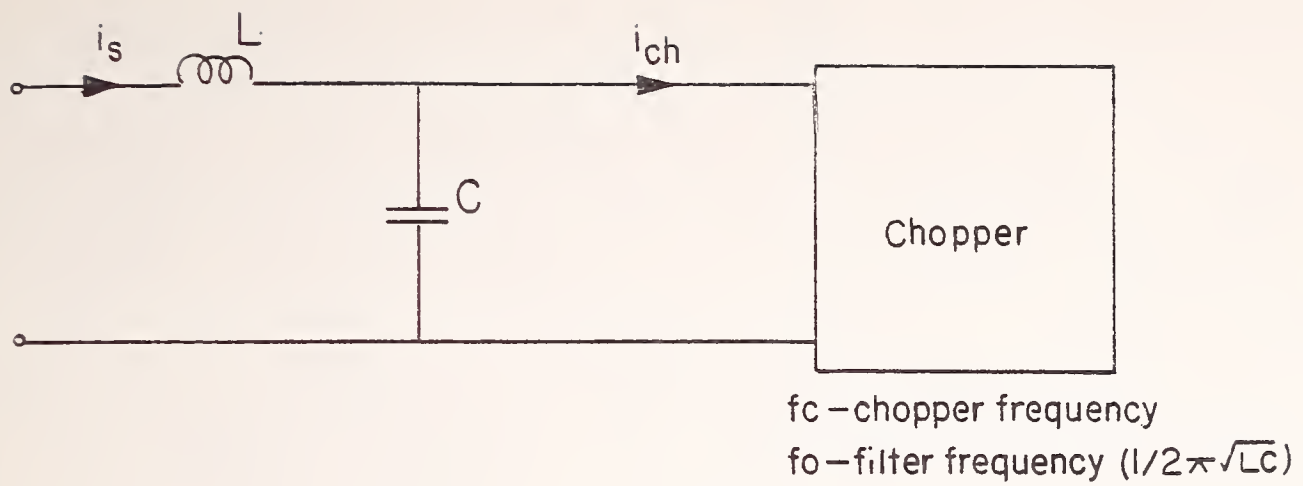 i_s
L
i_ch
C
Chopper
fc – chopper frequency
fo – filter frequency (1/2π√LC)